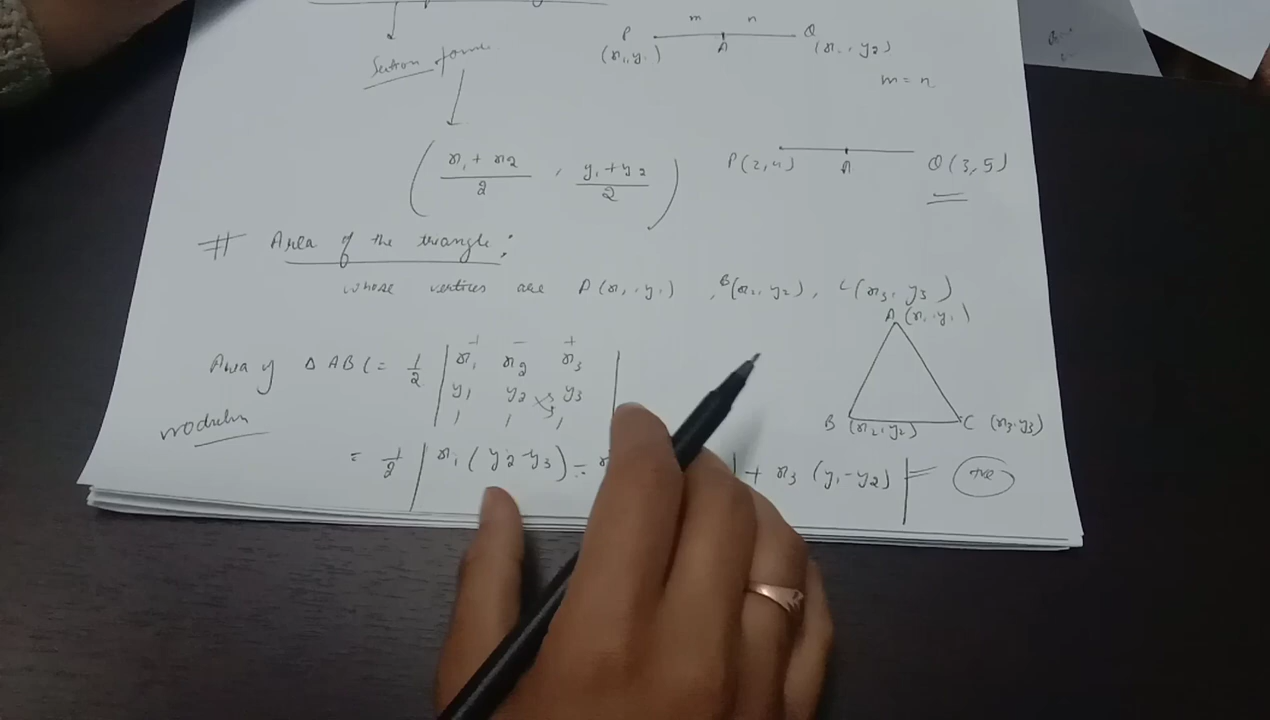 m n
P Q
A
(x₁, y₁) (x₂, y₂)
m = n
Section
(x₁ + x₂ / 2 , y₁ + y₂ / 2)
P(2,4) A Q(3,5)
# Area of the triangle:
whose vertices are A(x₁, y₁), B(x₂, y₂), C(x₃, y₃)
A (x₁, y₁)
+ - +
Area of Δ ABC = 1/2 | x₁ x₂ x₃ |
y₁ y₂ y₃
1 1 1
B (x₂, y₂) C (x₃, y₃)
modulus
= 1/2 | x₁ (y₂ - y₃) - x + x₃ (y₁ - y₂) | = +ve